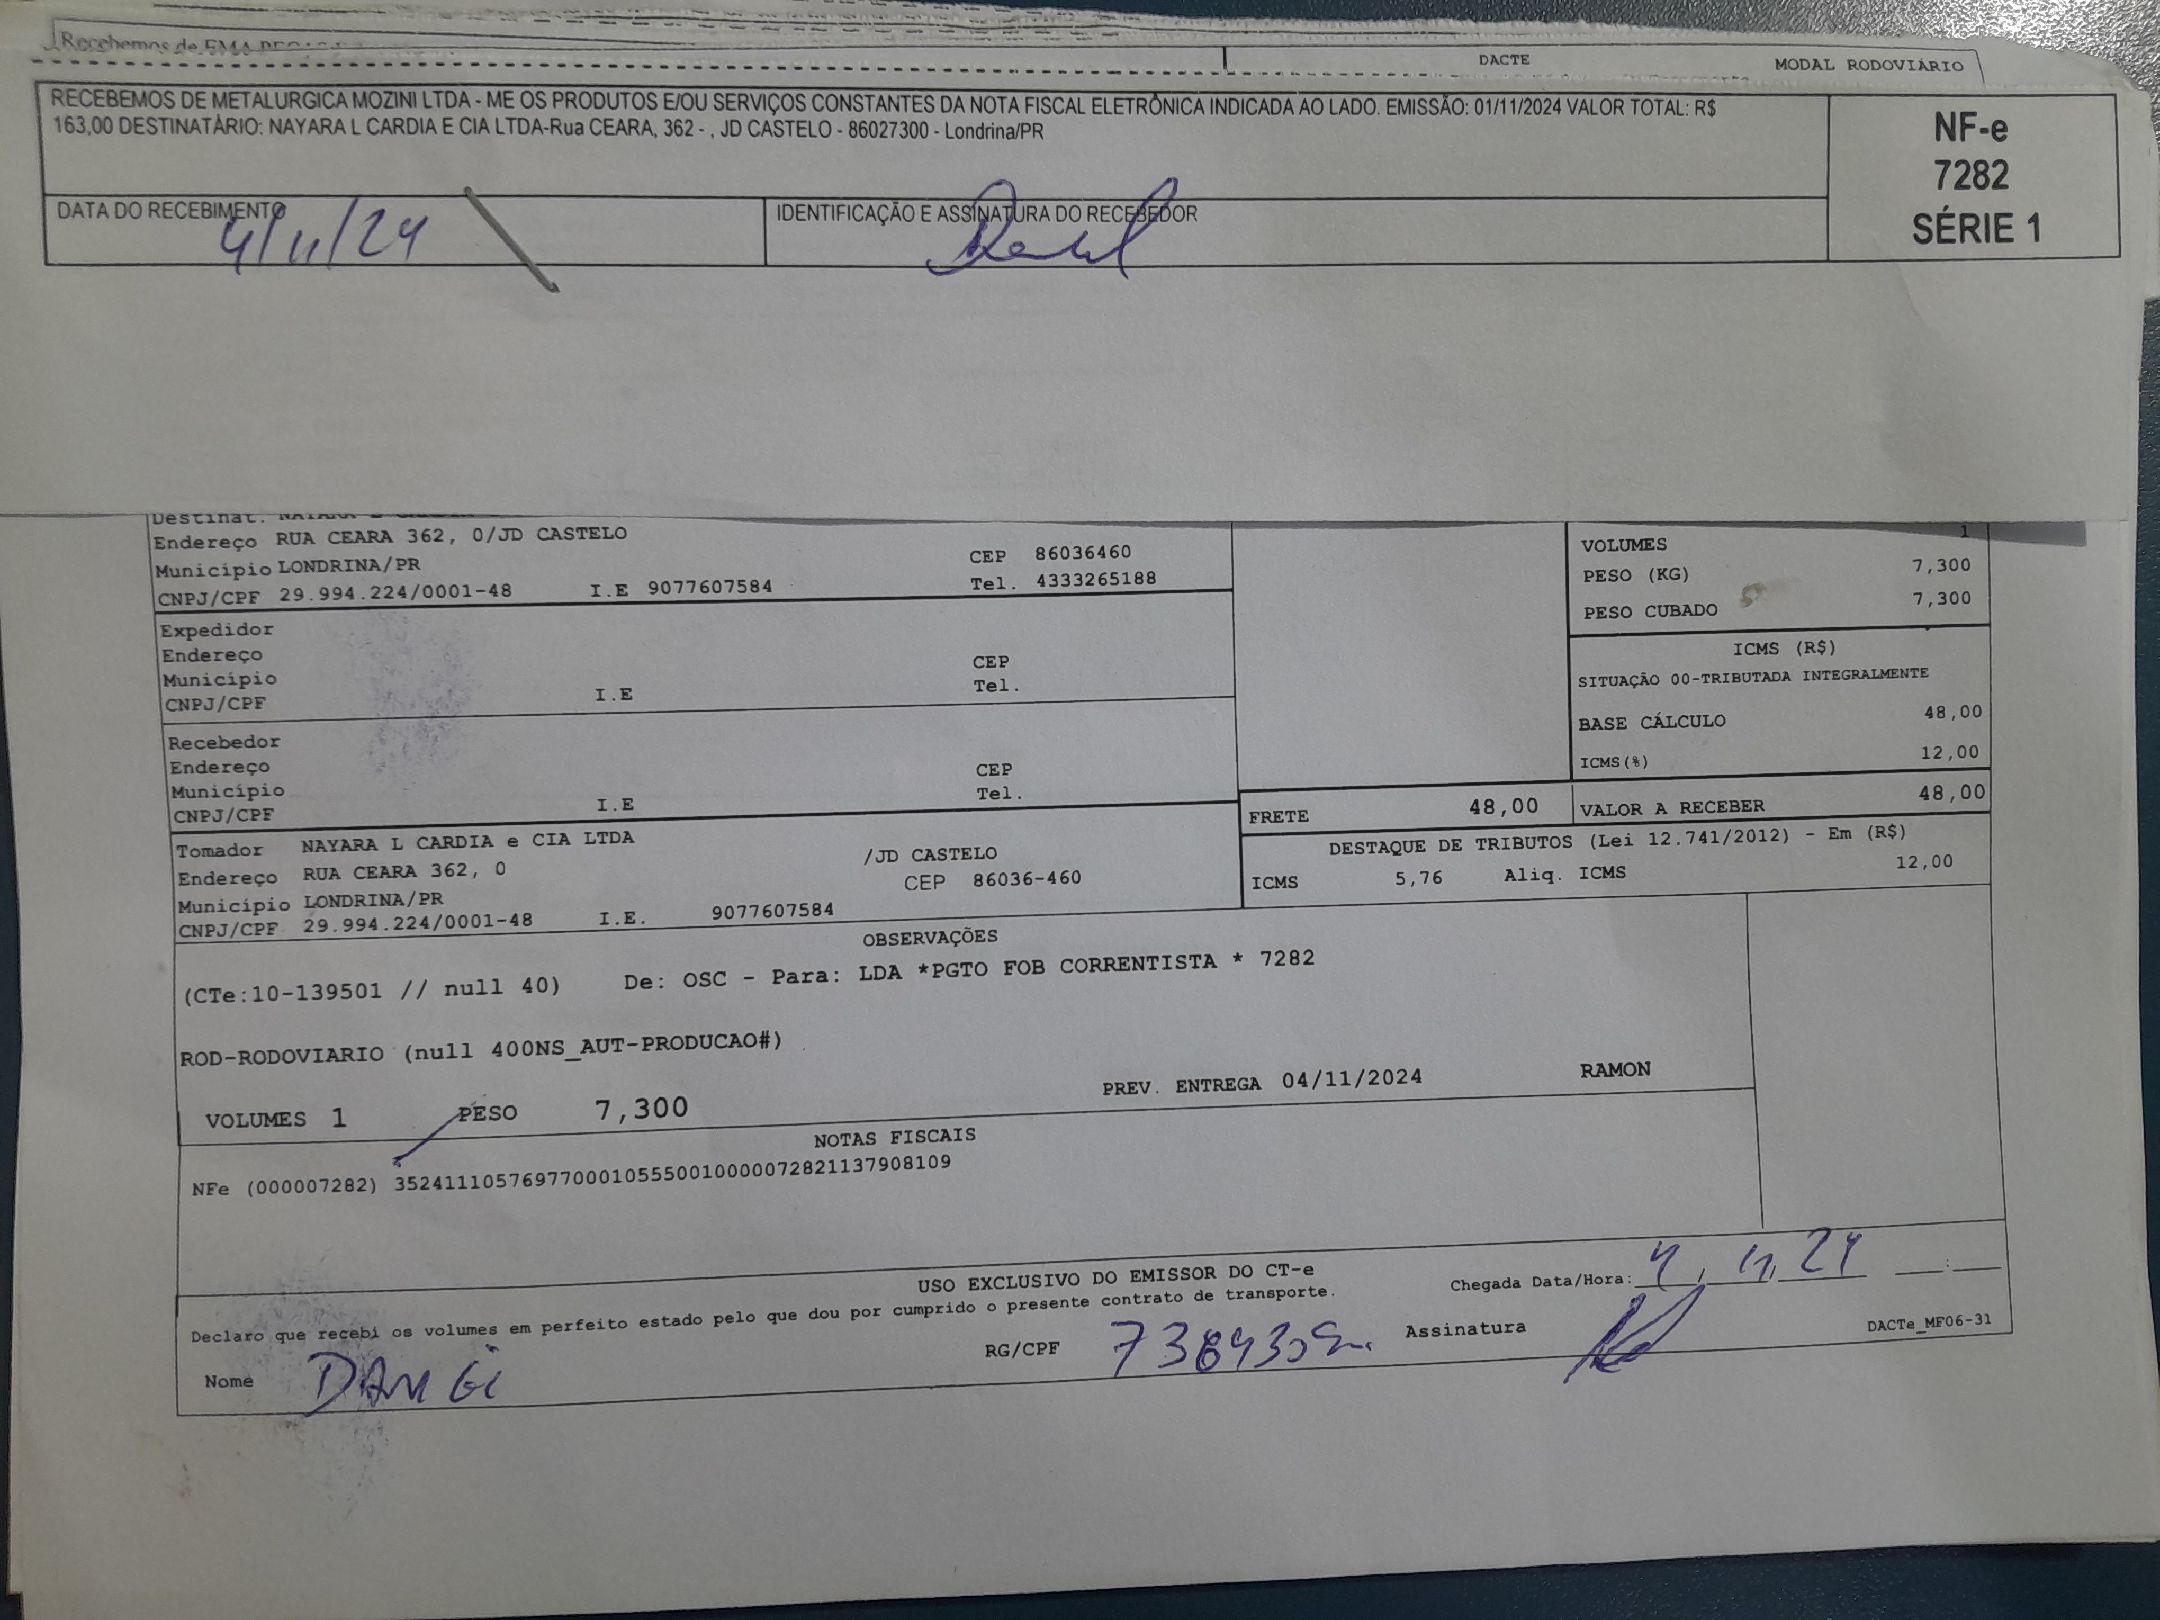 Recebemos de EMA
DACTE
MODAL RODOVIÁRIO
RECEBEMOS DE METALURGICA MOZINI LTDA - ME OS PRODUTOS E/OU SERVIÇOS CONSTANTES DA NOTA FISCAL ELETRÔNICA INDICADA AO LADO. EMISSÃO: 01/11/2024 VALOR TOTAL: R$
163,00 DESTINATÁRIO: NAYARA L CARDIA E CIA LTDA-Rua CEARA, 362 - , JD CASTELO - 86027300 - Londrina/PR
NF-e
7282
SÉRIE 1
DATA DO RECEBIMENTO
4/11/24
IDENTIFICAÇÃO E ASSINATURA DO RECEBEDOR
Destinat. NAYARA L
Endereço RUA CEARA 362, 0/JD CASTELO
Município LONDRINA/PR CEP 86036460
CNPJ/CPF 29.994.224/0001-48 I.E 9077607584 Tel. 4333265188
Expedidor
Endereço
Município CEP
CNPJ/CPF I.E Tel.
Recebedor
Endereço
Município CEP
CNPJ/CPF I.E Tel.
Tomador NAYARA L CARDIA e CIA LTDA
Endereço RUA CEARA 362, 0 /JD CASTELO
Município LONDRINA/PR CEP 86036-460
CNPJ/CPF 29.994.224/0001-48 I.E. 9077607584
VOLUMES 1
PESO (KG) 7,300
PESO CUBADO 7,300
ICMS (R$)
SITUAÇÃO 00-TRIBUTADA INTEGRALMENTE
BASE CÁLCULO 48,00
ICMS(%) 12,00
FRETE 48,00 VALOR A RECEBER 48,00
DESTAQUE DE TRIBUTOS (Lei 12.741/2012) - Em (R$)
ICMS 5,76 Aliq. ICMS 12,00
OBSERVAÇÕES
(CTe:10-139501 // null 40) De: OSC - Para: LDA *PGTO FOB CORRENTISTA * 7282
ROD-RODOVIARIO (null 400NS_AUT-PRODUCAO#)
PREV. ENTREGA 04/11/2024 RAMON
VOLUMES 1 PESO 7,300
NOTAS FISCAIS
NFe (000007282) 35241110576977000105550010000072821137908109
USO EXCLUSIVO DO EMISSOR DO CT-e
Chegada Data/Hora: 4, 11, 24 :
Declaro que recebi os volumes em perfeito estado pelo que dou por cumprido o presente contrato de transporte.
Nome RG/CPF Assinatura
DACTe_MF06-31